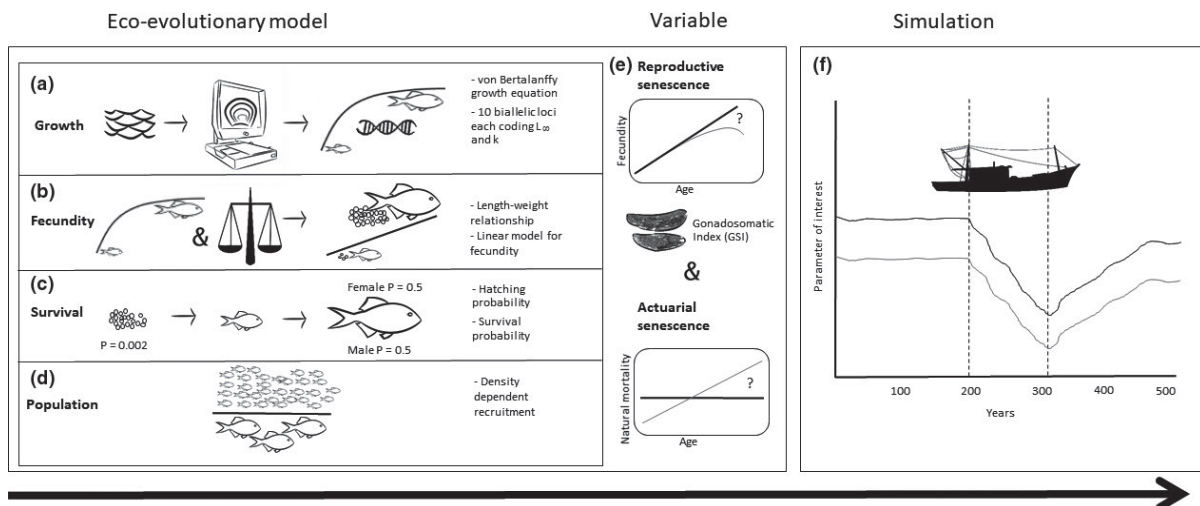 Eco-evolutionary model
Variable
Simulation
(a)
Growth
- von Bertalanffy
growth equation
- 10 biallelic loci
each coding L∞
and k
(b)
Fecundity
&
- Length-weight
relationship
- Linear model for
fecundity
(c)
Survival
P = 0.002
Female P = 0.5
Male P = 0.5
- Hatching
probability
- Survival
probability
(d)
Population
- Density
dependent
recruitment
(e) Reproductive
senescence
Fecundity
?
Age
Gonadosomatic
Index (GSI)
&
Actuarial
senescence
Natural mortality
?
Age
(f)
Parameter of interest
100 200 300 400 500
Years